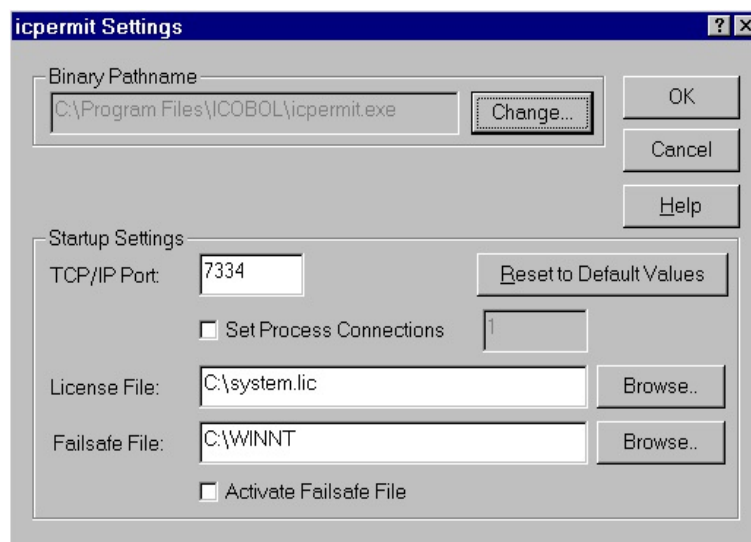 icpermit Settings
Binary Pathname
C:\Program Files\ICOBOL\icpermit.exe
Change...
OK
Cancel
Help
Startup Settings
TCP/IP Port:
7334
Reset to Default Values
Set Process Connections
1
License File:
C:\system.lic
Browse..
Failsafe File:
C:\WINNT
Browse..
Activate Failsafe File